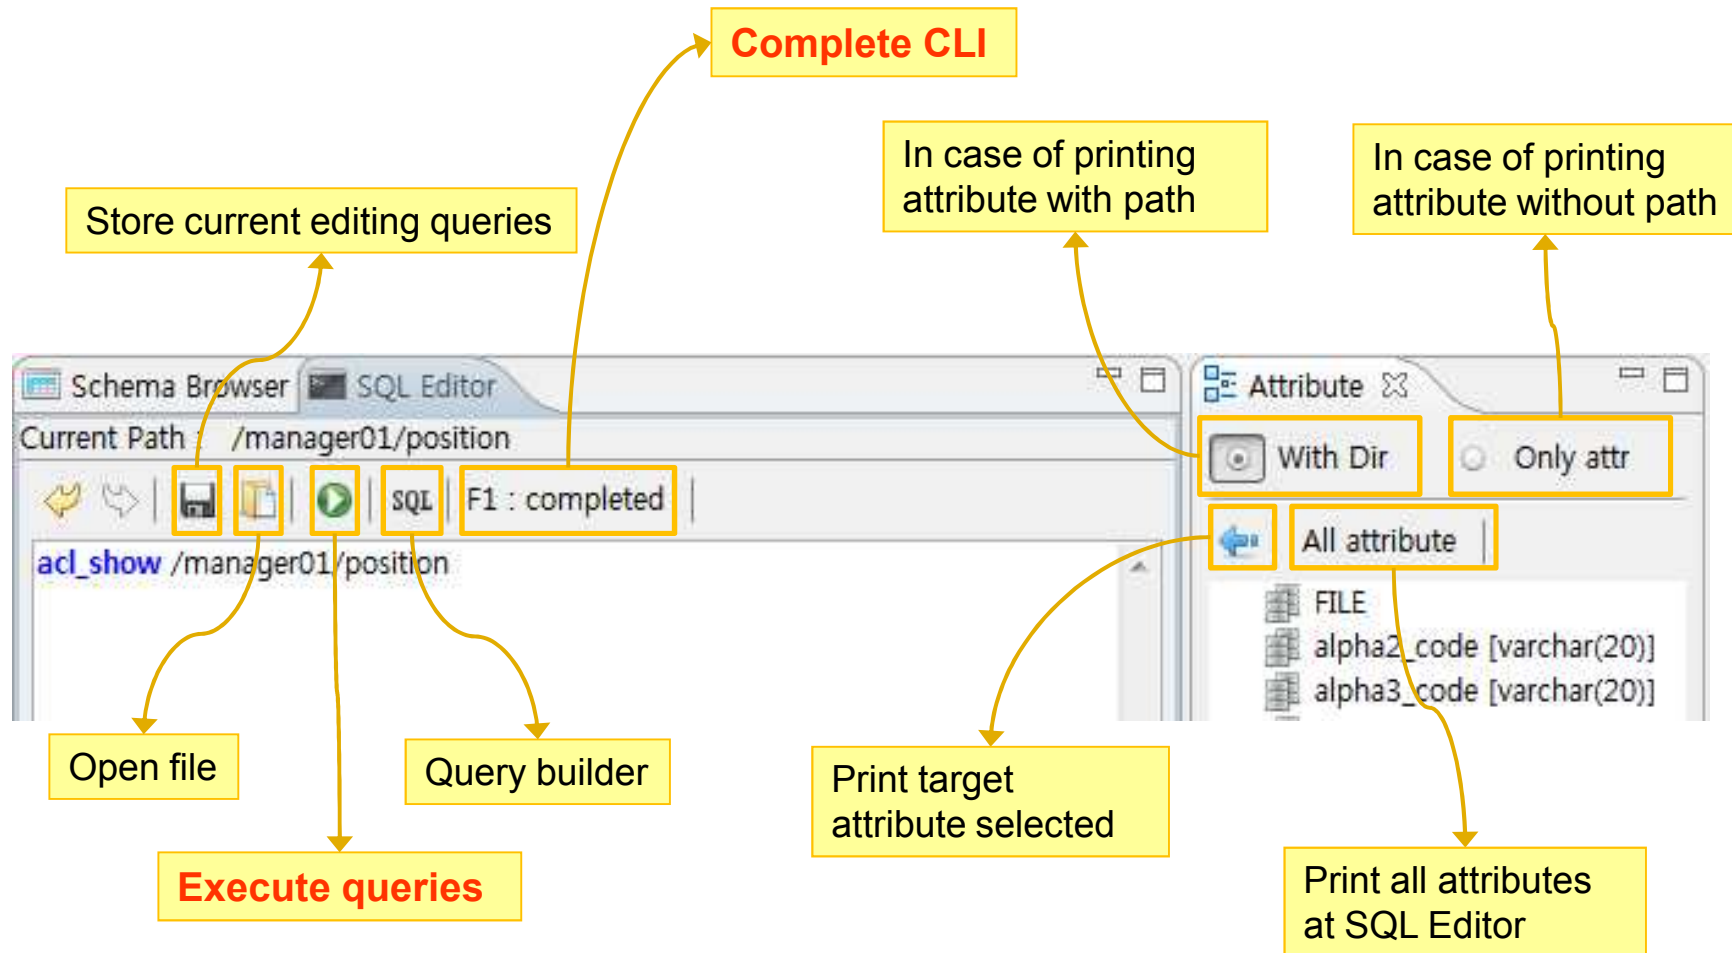 Complete CLI
In case of printing
attribute with path
In case of printing
attribute without path
Store current editing queries
Schema Browser
SQL Editor
Attribute
Current Path : /manager01/position
With Dir
Only attr
SQL
F1 : completed
All attribute
acl_show /manager01/position
FILE
alpha2_code [varchar(20)]
alpha3_code [varchar(20)]
Open file
Query builder
Print target
attribute selected
Execute queries
Print all attributes
at SQL Editor